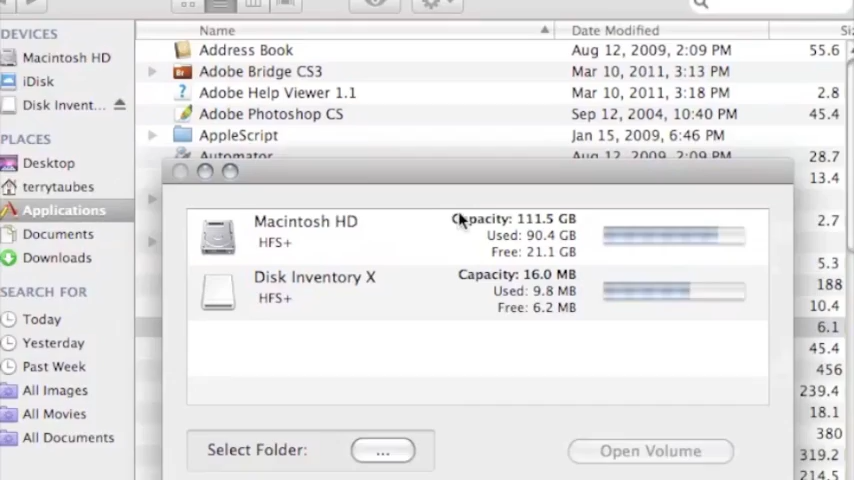 Name Date Modified
DEVICES
Macintosh HD
iDisk
Disk Invent...
PLACES
Desktop
terrytaubes
Applications
Documents
Downloads
SEARCH FOR
Today
Yesterday
Past Week
All Images
All Movies
All Documents
Address Book Aug 12, 2009, 2:09 PM 55.6
Adobe Bridge CS3 Mar 10, 2011, 3:13 PM
Adobe Help Viewer 1.1 Mar 10, 2011, 3:18 PM 2.8
Adobe Photoshop CS Sep 12, 2004, 10:40 PM 45.4
AppleScript Jan 15, 2009, 6:46 PM
Automator Aug 12, 2009, 2:09 PM 28.7
13.4
2.7
5.3
188
10.4
6.1
45.4
456
239.4
18.1
380
319.2
214.5
Macintosh HD
HFS+
Capacity: 111.5 GB
Used: 90.4 GB
Free: 21.1 GB
Disk Inventory X
HFS+
Capacity: 16.0 MB
Used: 9.8 MB
Free: 6.2 MB
Select Folder: ... Open Volume